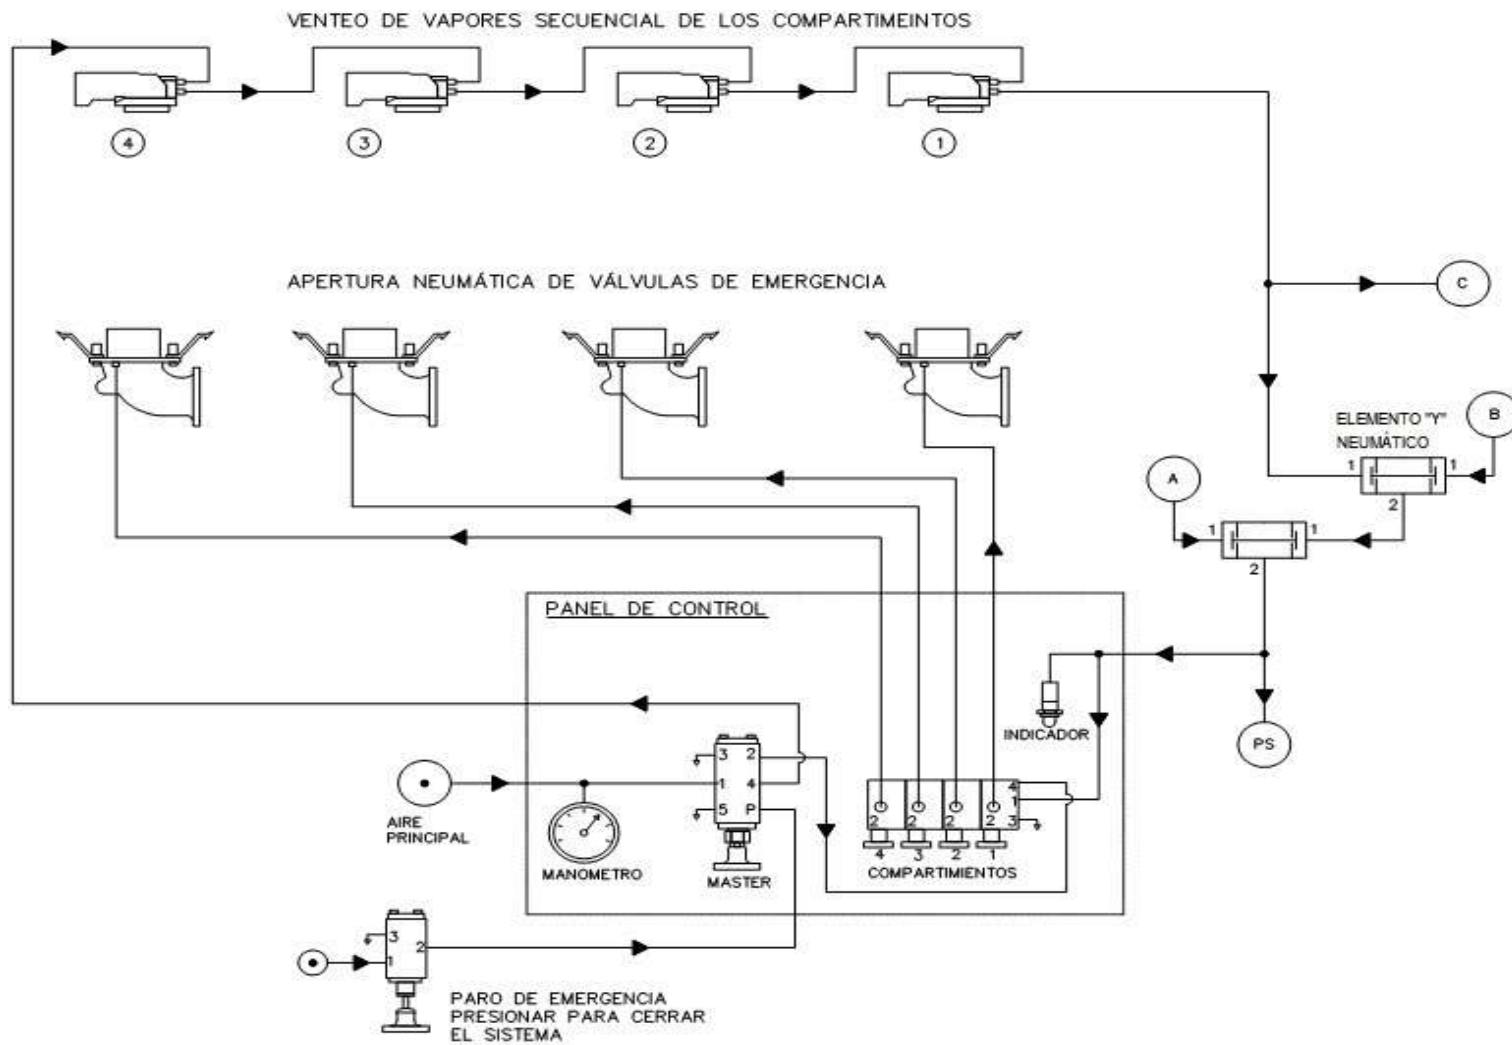 VENTEO DE VAPORES SECUENCIAL DE LOS COMPARTIMEINTOS
4
3
2
1
APERTURA NEUMÁTICA DE VÁLVULAS DE EMERGENCIA
C
ELEMENTO "Y"
NEUMÁTICO
B
1
1
2
A
1
1
2
PANEL DE CONTROL
INDICADOR
PS
3 2
1 4
5 P
AIRE
PRINCIPAL
MANOMETRO
MASTER
4
1
2 2 2 2 3
4 3 2 1
COMPARTIMIENTOS
3
2
1
PARO DE EMERGENCIA
PRESIONAR PARA CERRAR
EL SISTEMA